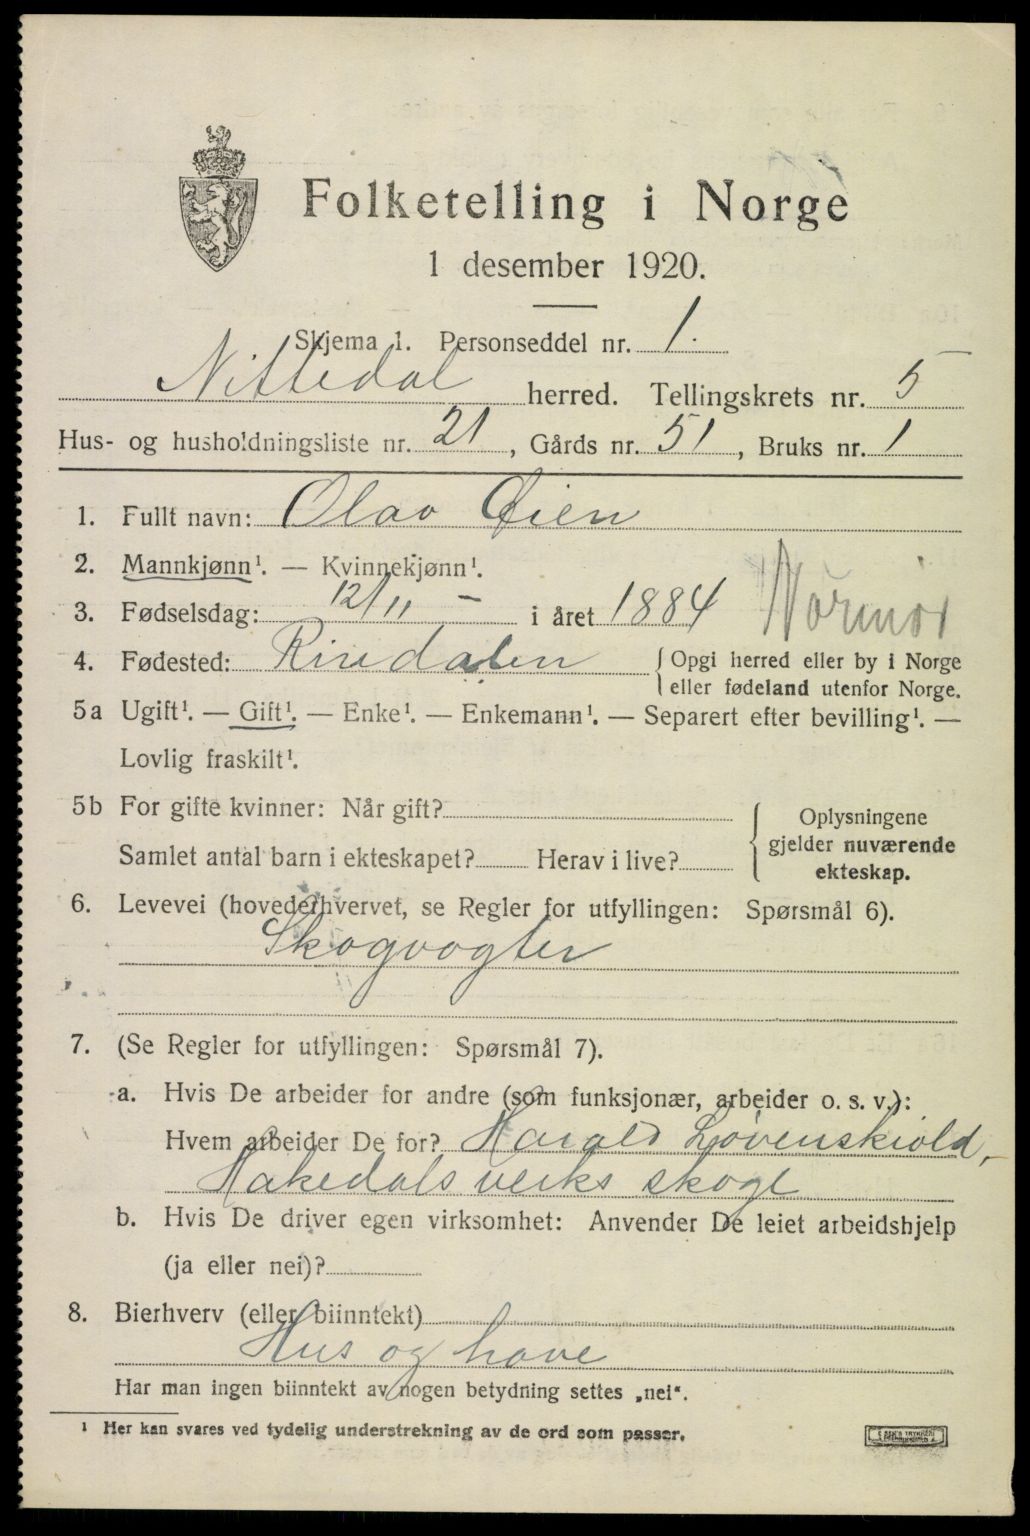 Folketelling i Norge
1 desember 1920.
Skjema 1. Personseddel nr. 1.
Nittedal herred. Tellingskrets nr. 5
Hus- og husholdningsliste nr. 21, Gårds nr. 51, Bruks nr. 1
1. Fullt navn: Olav Øien
2. Mannkjønn¹. — Kvinnekjønn¹.
3. Fødselsdag: 12/11 - i året 1884
4. Fødested: Rindalen
Opgi herred eller by i Norge
eller fødeland utenfor Norge.
5a Ugift¹. — Gift¹. — Enke¹. — Enkemann¹. — Separert efter bevilling¹. —
Lovlig fraskilt¹.
5b For gifte kvinner: Når gift?
Samlet antal barn i ekteskapet? Herav i live?
Oplysningene
gjelder nuværende
ekteskap.
6. Levevei (hovederhvervet, se Regler for utfyllingen: Spørsmål 6).
Skogvogter
7. (Se Regler for utfyllingen: Spørsmål 7).
a. Hvis De arbeider for andre (som funksjonær, arbeider o. s. v.):
Hvem arbeider De for? Harald Løvenskiold,
Hakedals verks skoge
b. Hvis De driver egen virksomhet: Anvender De leiet arbeidshjelp
(ja eller nei)?
8. Bierhverv (eller biinntekt)
Hus og have
Har man ingen biinntekt av nogen betydning settes „nei“.
¹ Her kan svares ved tydelig understrekning av de ord som passer.